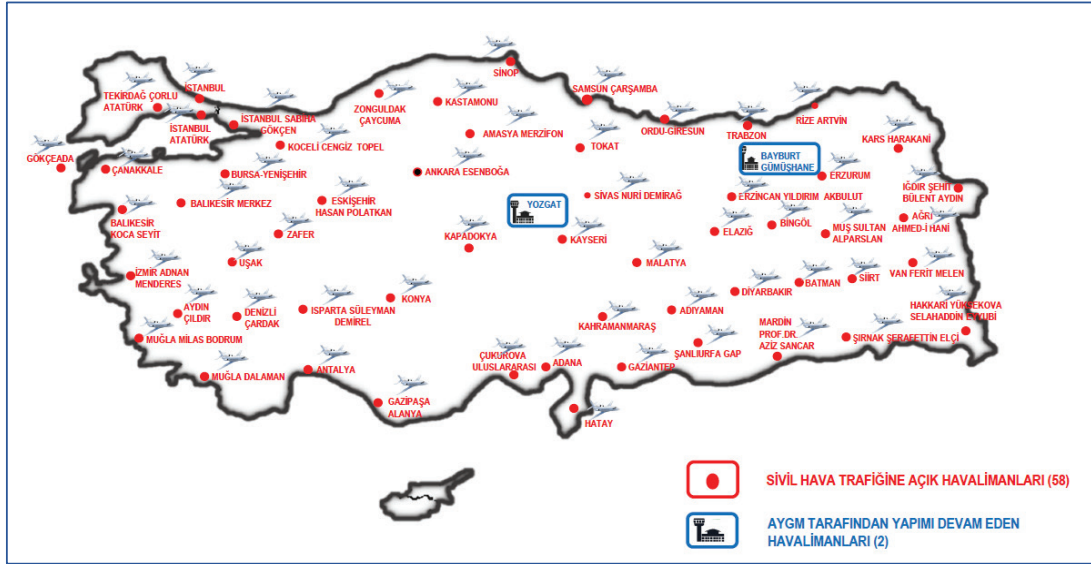 SİNOP
İSTANBUL
TEKİRDAĞ ÇORLU
ATATÜRK
İSTANBUL
ATATÜRK
İSTANBUL SABİHA
GÖKÇEN
ZONGULDAK
ÇAYCUMA
KASTAMONU
SAMSUN ÇARŞAMBA
ORDU-GİRESUN
TRABZON
RİZE ARTVİN
KARS HARAKANİ
KOCELİ CENGİZ TOPEL
AMASYA MERZİFON
TOKAT
BAYBURT
GÜMÜŞHANE
GÖKÇEADA
ÇANAKKALE
BURSA-YENİŞEHİR
ANKARA ESENBOĞA
ERZURUM
IĞDIR ŞEHİT
BÜLENT AYDIN
BALIKESİR MERKEZ
ESKİŞEHİR
HASAN POLATKAN
YOZGAT
SİVAS NURİ DEMİRAĞ
ERZİNCAN YILDIRIM AKBULUT
BALIKESİR
KOCA SEYİT
ZAFER
KAPADOKYA
KAYSERİ
ELAZIĞ
BİNGÖL
MUŞ SULTAN
ALPARSLAN
AĞRI
AHMED-İ HANİ
UŞAK
MALATYA
VAN FERİT MELEN
İZMİR ADNAN
MENDERES
BATMAN
SİİRT
DİYARBAKIR
KONYA
AYDIN
ÇILDIR
DENİZLİ
ÇARDAK
ISPARTA SÜLEYMAN
DEMİREL
KAHRAMANMARAŞ
ADIYAMAN
HAKKARİ YÜKSEKOVA
SELAHADDİN EYYUBİ
MARDİN
PROF.DR.
AZİZ SANCAR
MUĞLA MİLAS BODRUM
ŞANLIURFA GAP
ŞIRNAK ŞERAFETTİN ELÇİ
ÇUKUROVA
ULUSLARARASI
ADANA
GAZİANTEP
MUĞLA DALAMAN
ANTALYA
GAZİPAŞA
ALANYA
HATAY
SİVİL HAVA TRAFİĞİNE AÇIK HAVALİMANLARI (58)
AYGM TARAFINDAN YAPIMI DEVAM EDEN
HAVALİMANLARI (2)